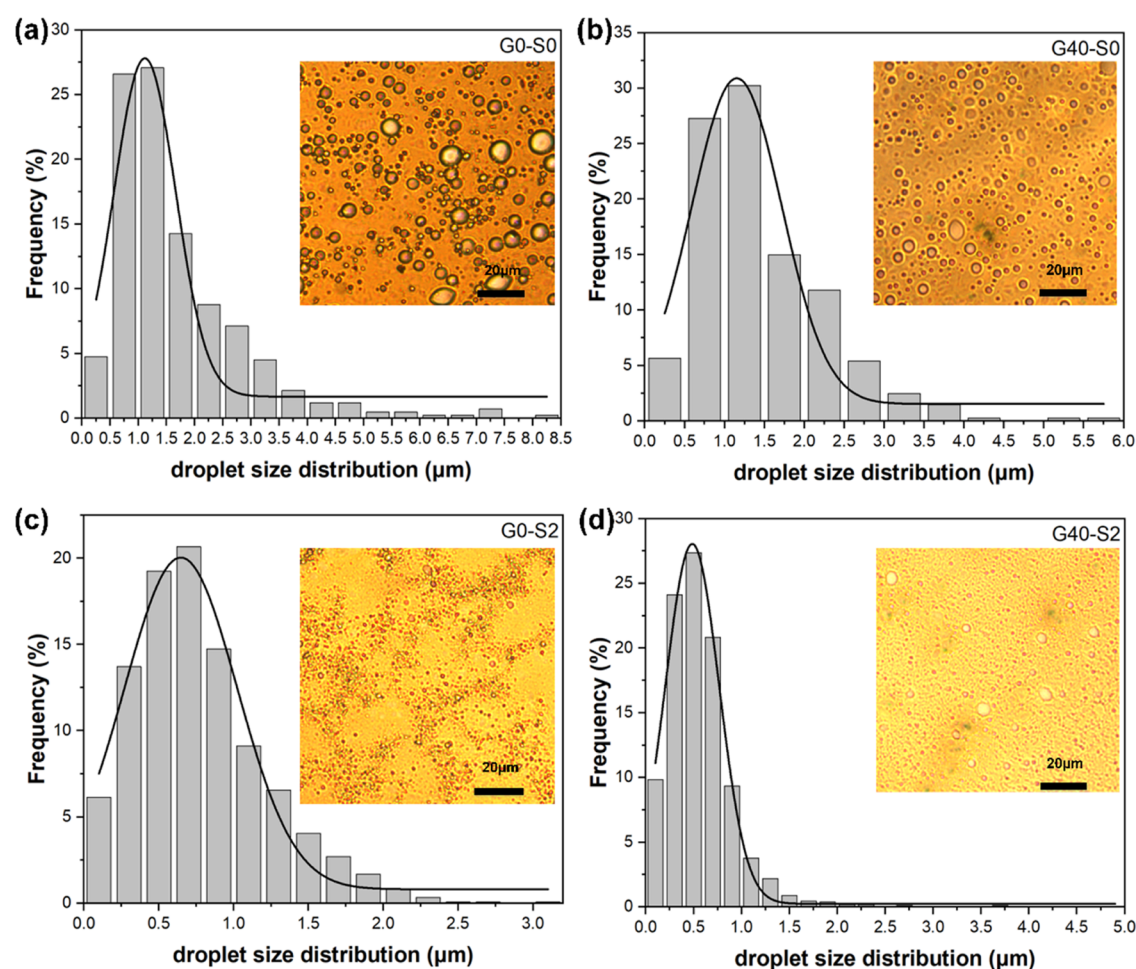 (a)
G0-S0
30
25
20
15
10
5
0
Frequency (%)
20μm
0.0 0.5 1.0 1.5 2.0 2.5 3.0 3.5 4.0 4.5 5.0 5.5 6.0 6.5 7.0 7.5 8.0 8.5
droplet size distribution (μm)
(b)
G40-S0
35
30
25
20
15
10
5
0
Frequency (%)
20μm
0.0 0.5 1.0 1.5 2.0 2.5 3.0 3.5 4.0 4.5 5.0 5.5 6.0
droplet size distribution (μm)
(c)
G0-S2
20
15
10
5
0
Frequency (%)
20μm
0.0 0.5 1.0 1.5 2.0 2.5 3.0
droplet size distribution (μm)
(d)
G40-S2
30
25
20
15
10
5
0
Frequency (%)
20μm
0.0 0.5 1.0 1.5 2.0 2.5 3.0 3.5 4.0 4.5 5.0
droplet size distribution (μm)